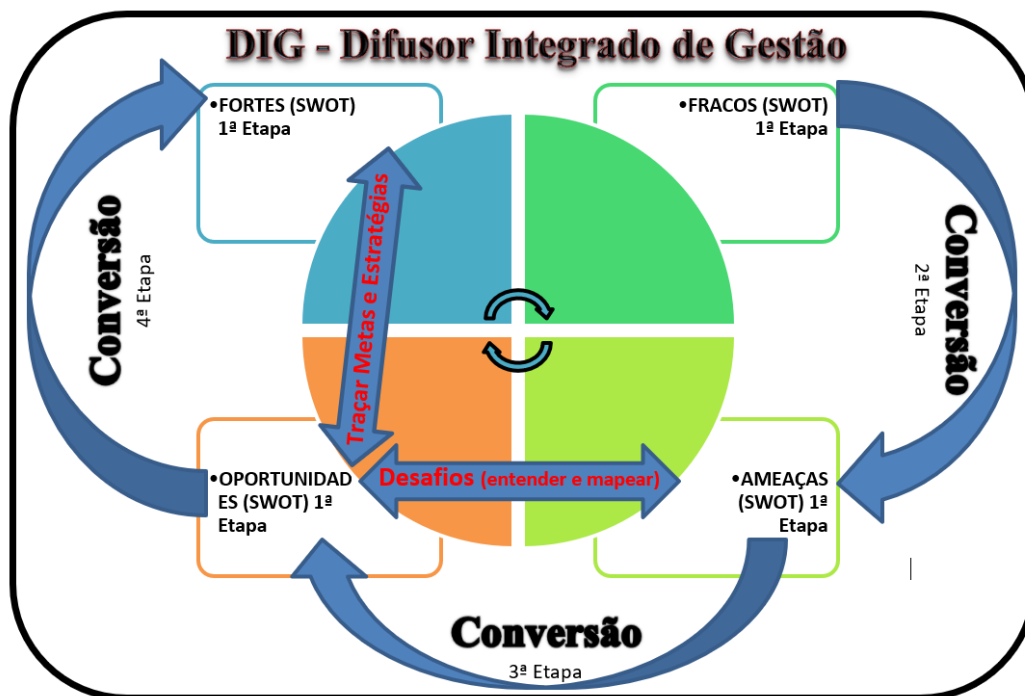 DIG - Difusor Integrado de Gestão
•FORTES (SWOT)
1ª Etapa
•FRACOS (SWOT)
1ª Etapa
Conversão
4ª Etapa
Traçar Metas e Estratégias
Conversão
2ª Etapa
•OPORTUNIDAD
ES (SWOT) 1ª
Etapa
Desafios (entender e mapear)
•AMEAÇAS
(SWOT) 1ª
Etapa
Conversão
3ª Etapa